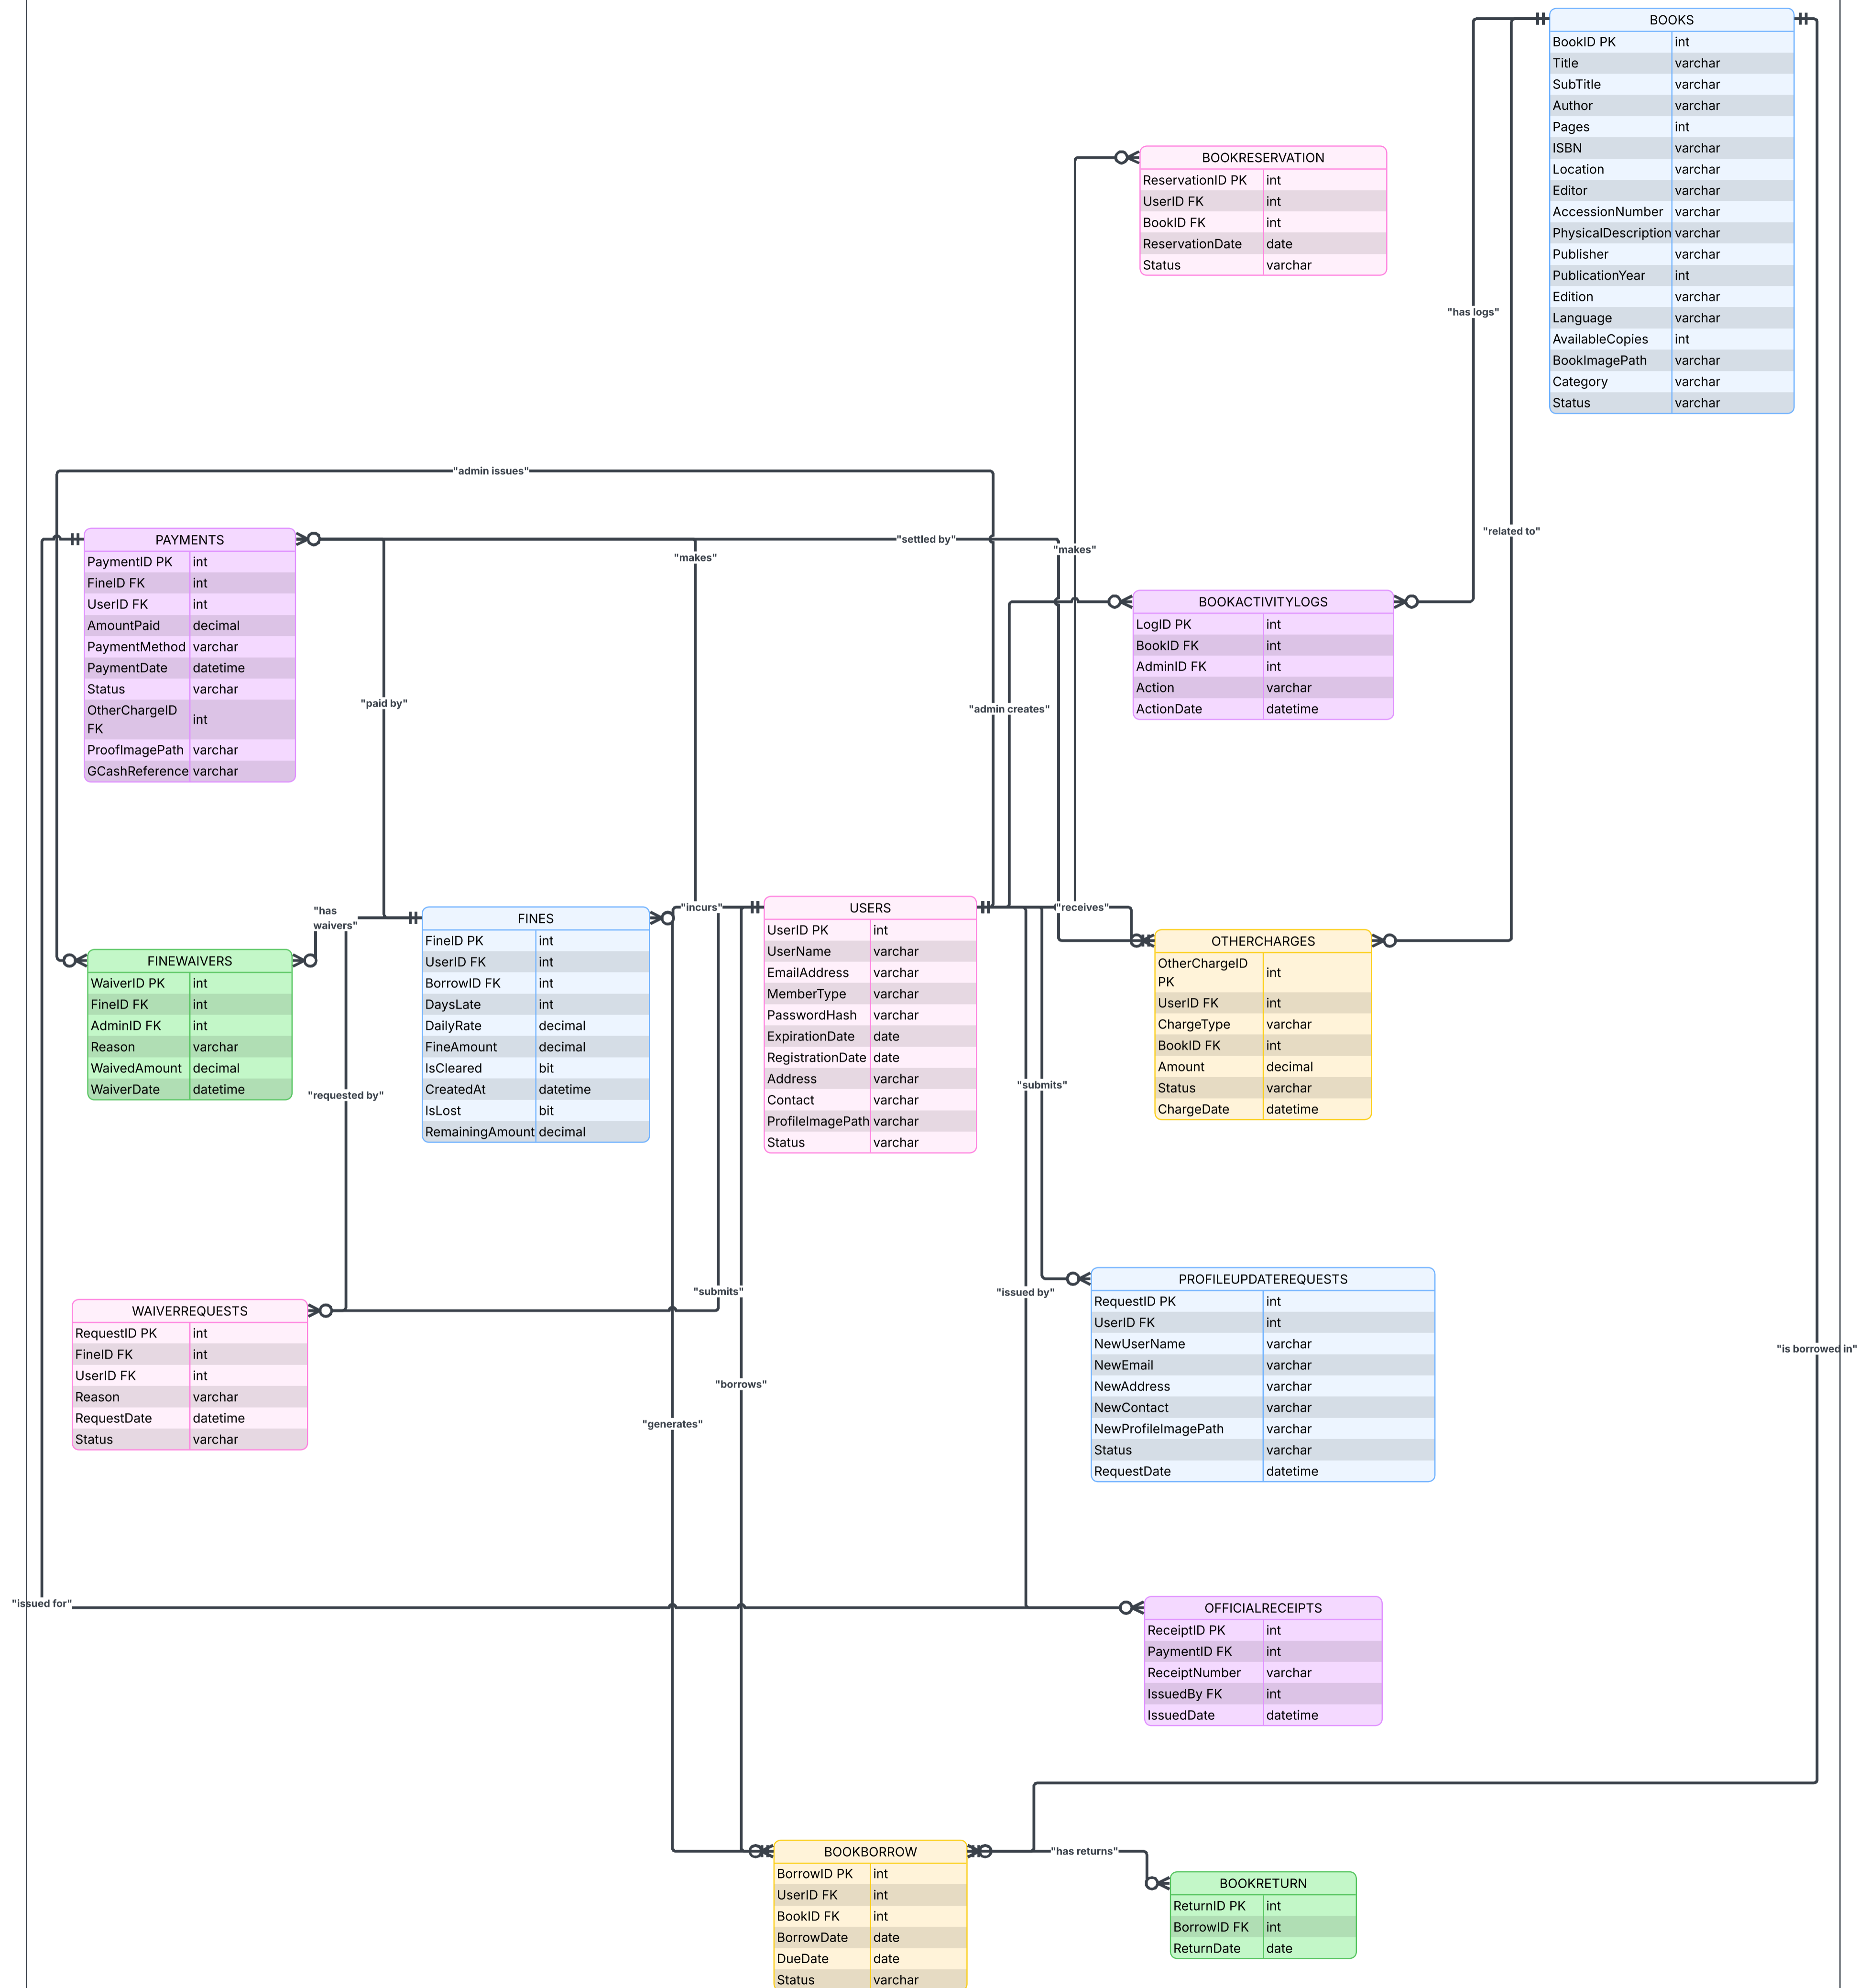 BOOKS
BookID PK int
Title varchar
SubTitle varchar
Author varchar
Pages int
ISBN varchar
Location varchar
Editor varchar
AccessionNumber varchar
PhysicalDescription varchar
Publisher varchar
PublicationYear int
Edition varchar
Language varchar
AvailableCopies int
BookImagePath varchar
Category varchar
Status varchar
BOOKRESERVATION
ReservationID PK int
UserID FK int
BookID FK int
ReservationDate date
Status varchar
"has logs"
"admin issues"
"related to"
"settled by"
"makes"
"makes"
PAYMENTS
PaymentID PK int
FineID FK int
UserID FK int
AmountPaid decimal
PaymentMethod varchar
PaymentDate datetime
Status varchar
OtherChargeID
FK int
ProofImagePath varchar
GCashReference varchar
"paid by"
"admin creates"
BOOKACTIVITYLOGS
LogID PK int
BookID FK int
AdminID FK int
Action varchar
ActionDate datetime
"has
waivers"
"incurs"
"receives"
FINEWAIVERS
WaiverID PK int
FineID FK int
AdminID FK int
Reason varchar
WaivedAmount decimal
WaiverDate datetime
"requested by"
FINES
FineID PK int
UserID FK int
BorrowID FK int
DaysLate int
DailyRate decimal
FineAmount decimal
IsCleared bit
CreatedAt datetime
IsLost bit
RemainingAmount decimal
USERS
UserID PK int
UserName varchar
EmailAddress varchar
MemberType varchar
PasswordHash varchar
ExpirationDate date
RegistrationDate date
Address varchar
Contact varchar
ProfileImagePath varchar
Status varchar
OTHERCHARGES
OtherChargeID
PK int
UserID FK int
ChargeType varchar
BookID FK int
Amount decimal
Status varchar
ChargeDate datetime
"submits"
"submits"
"issued by"
WAIVERREQUESTS
RequestID PK int
FineID FK int
UserID FK int
Reason varchar
RequestDate datetime
Status varchar
PROFILEUPDATEREQUESTS
RequestID PK int
UserID FK int
NewUserName varchar
NewEmail varchar
NewAddress varchar
NewContact varchar
NewProfileImagePath varchar
Status varchar
RequestDate datetime
"is borrowed in"
"borrows"
"generates"
"issued for"
OFFICIALRECEIPTS
ReceiptID PK int
PaymentID FK int
ReceiptNumber varchar
IssuedBy FK int
IssuedDate datetime
BOOKBORROW
BorrowID PK int
UserID FK int
BookID FK int
BorrowDate date
DueDate date
Status varchar
"has returns"
BOOKRETURN
ReturnID PK int
BorrowID FK int
ReturnDate date